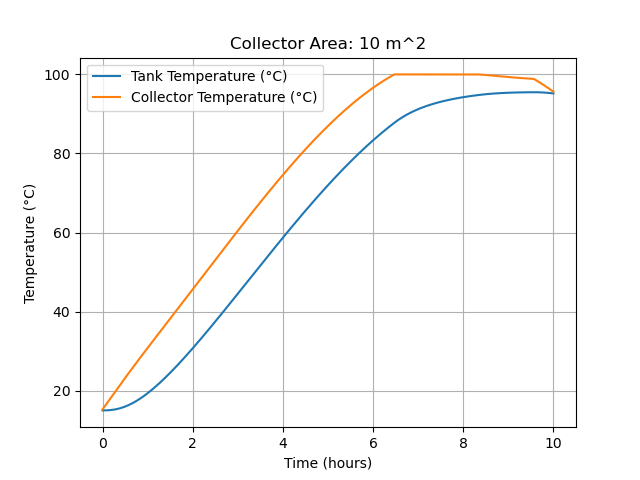 Collector Area: 10 m^2
Tank Temperature (°C)
Collector Temperature (°C)
Temperature (°C)
100
80
60
40
20
0 2 4 6 8 10
Time (hours)